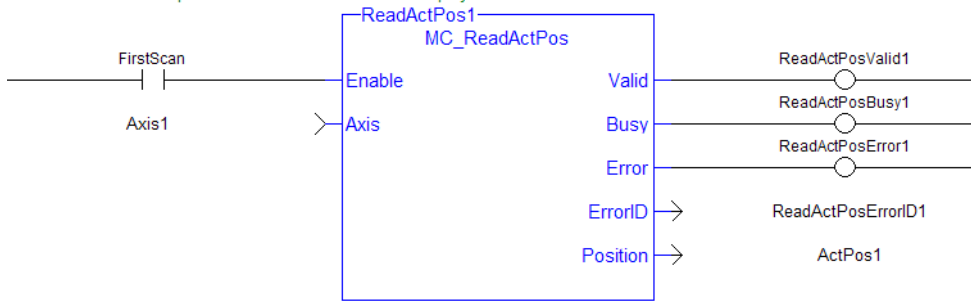 ReadActPos1
MC_ReadActPos
FirstScan
Enable
Valid
ReadActPosValid1
Axis1
Axis
Busy
ReadActPosBusy1
Error
ReadActPosError1
ErrorID
ReadActPosErrorID1
Position
ActPos1